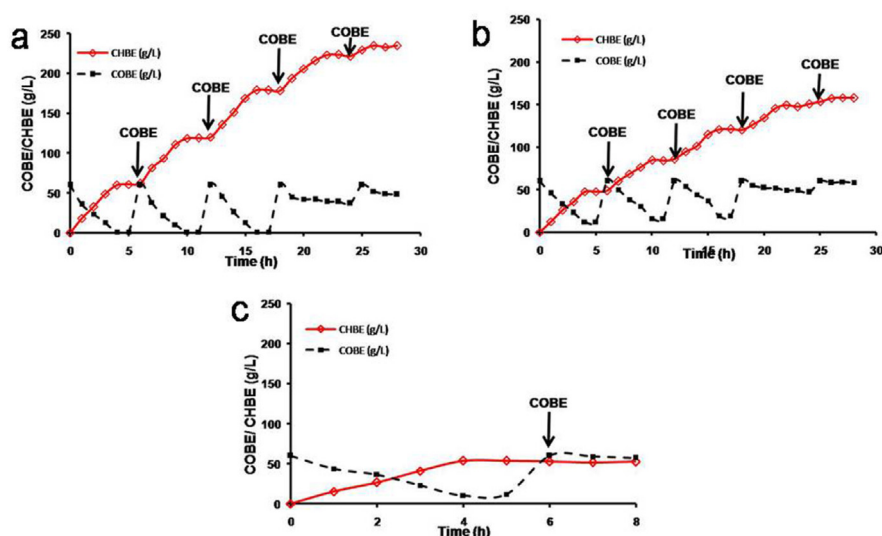 a
CHBE (g/L)
COBE (g/L)
COBE
COBE
COBE
COBE
COBE/CHBE (g/L)
250
200
150
100
50
0
0 5 10 15 20 25 30
Time (h)
b
CHBE (g/L)
COBE (g/L)
COBE
COBE
COBE
COBE
COBE/CHBE (g/L)
250
200
150
100
50
0
0 5 10 15 20 25 30
Time (h)
c
CHBE (g/L)
COBE (g/L)
COBE
COBE/ CHBE (g/L)
250
200
150
100
50
0
0 2 4 6 8
Time (h)